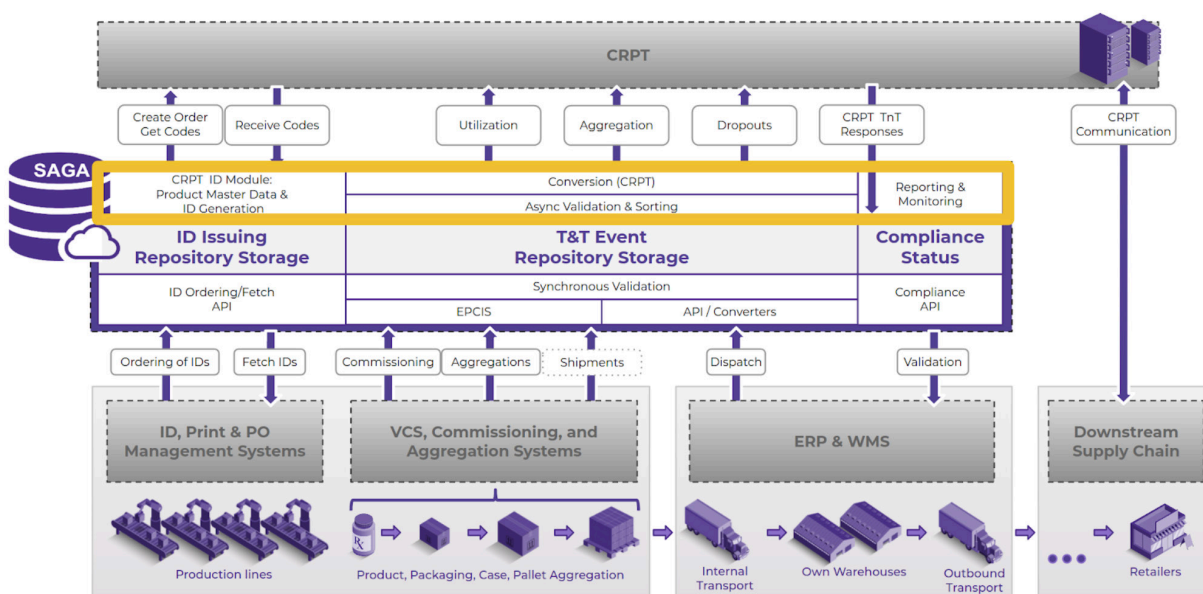 CRPT
Create Order
Get Codes
Receive Codes
Utilization
Aggregation
Dropouts
CRPT TnT
Responses
CRPT
Communication
SAGA
CRPT ID Module:
Product Master Data &
ID Generation
Conversion (CRPT)
Async Validation & Sorting
Reporting &
Monitoring
ID Issuing
Repository Storage
T&T Event
Repository Storage
Compliance
Status
ID Ordering/Fetch
API
Synchronous Validation
EPCIS
API / Converters
Compliance
API
Ordering of IDs
Fetch IDs
Commissioning
Aggregations
Shipments
Dispatch
Validation
ID, Print & PO
Management Systems
VCS, Commissioning, and
Aggregation Systems
ERP & WMS
Downstream
Supply Chain
Rx
Production lines
Product, Packaging, Case, Pallet Aggregation
Internal
Transport
Own Warehouses
Outbound
Transport
Retailers